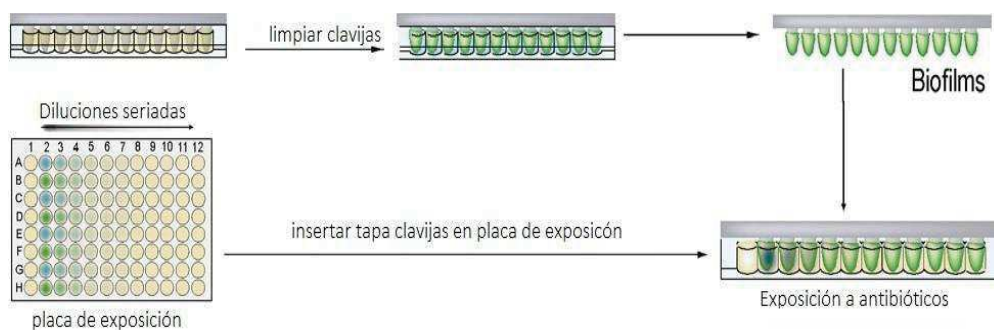 limpiar clavijas
Biofilms
Diluciones seriadas
1 2 3 4 5 6 7 8 9 10 11 12
A
B
C
D
E
F
G
H
insertar tapa clavijas en placa de exposicón
placa de exposición
Exposición a antibióticos